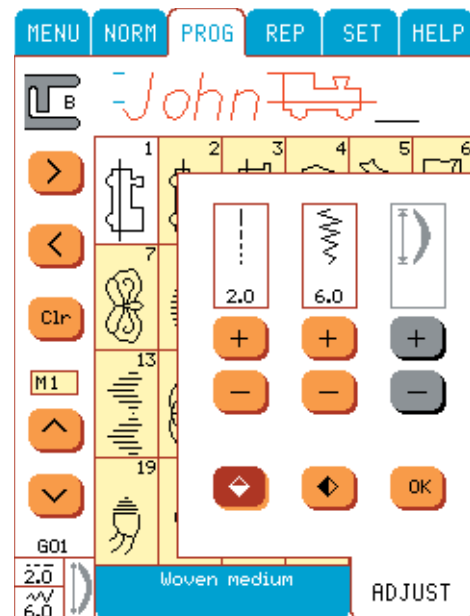 MENU NORM PROG REP SET HELP
B
John
1 2 3 4 5 6
7
Clr
2.0 6.0
13
M1
19
OK
GO1
2.0
6.0
Woven medium
ADJUST